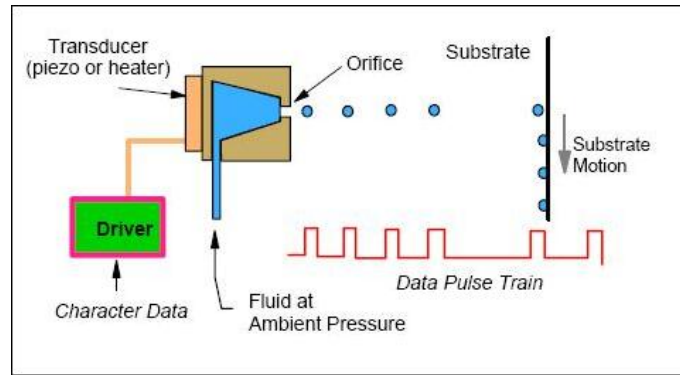 Transducer
(piezo or heater)
Orifice
Substrate
Substrate
Motion
Driver
Data Pulse Train
Character Data
Fluid at
Ambient Pressure